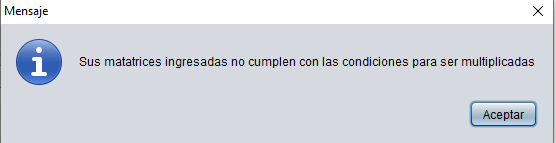 Mensaje
Sus matatrices ingresadas no cumplen con las condiciones para ser multiplicadas
Aceptar